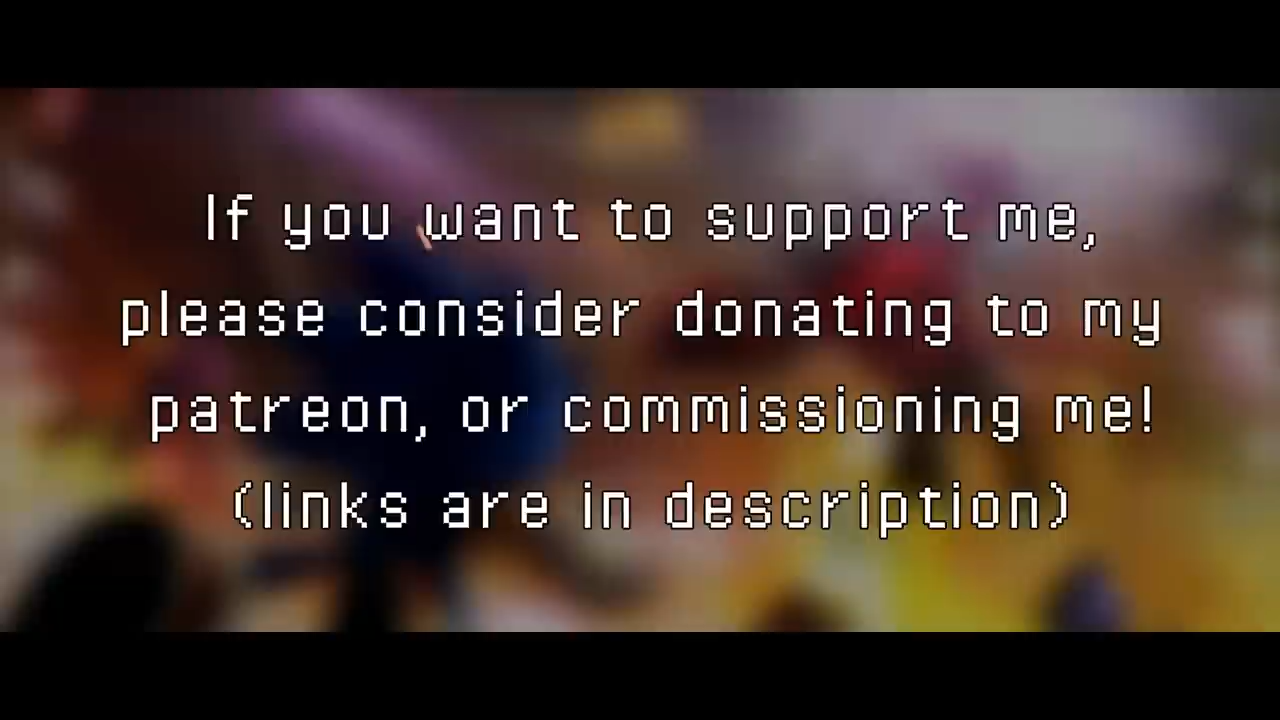 If you want to support me,
please consider donating to my
patreon, or commissioning me!
(links are in description)